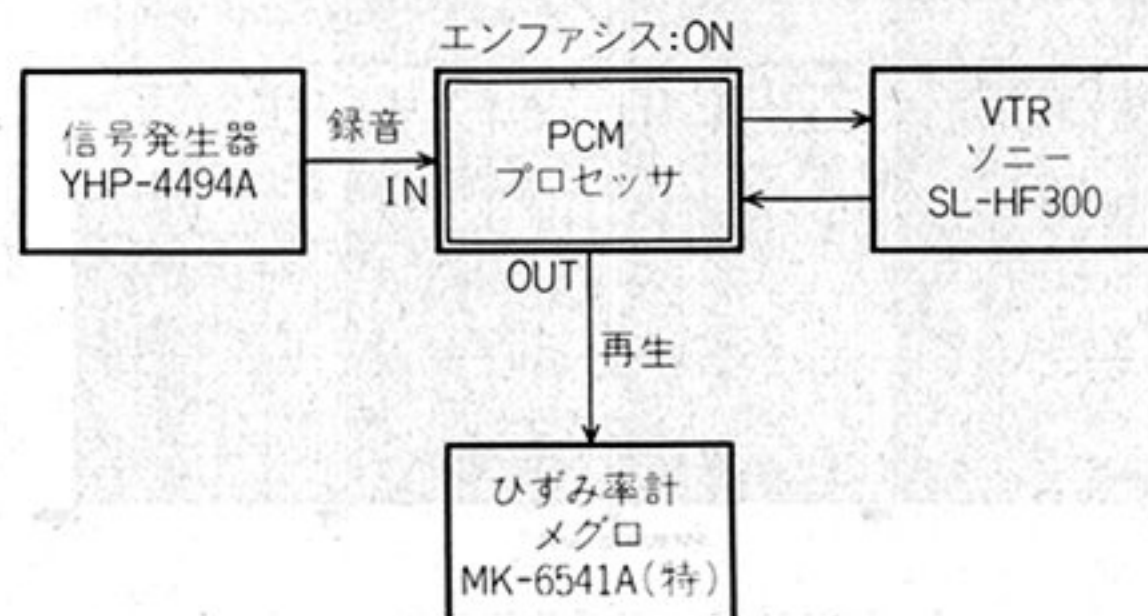 エンファシス:ON
信号発生器
YHP-4494A
録音
IN
PCM
プロセッサ
VTR
ソニー
SL-HF300
OUT
再生
ひずみ率計
メグロ
MK-6541A(特)